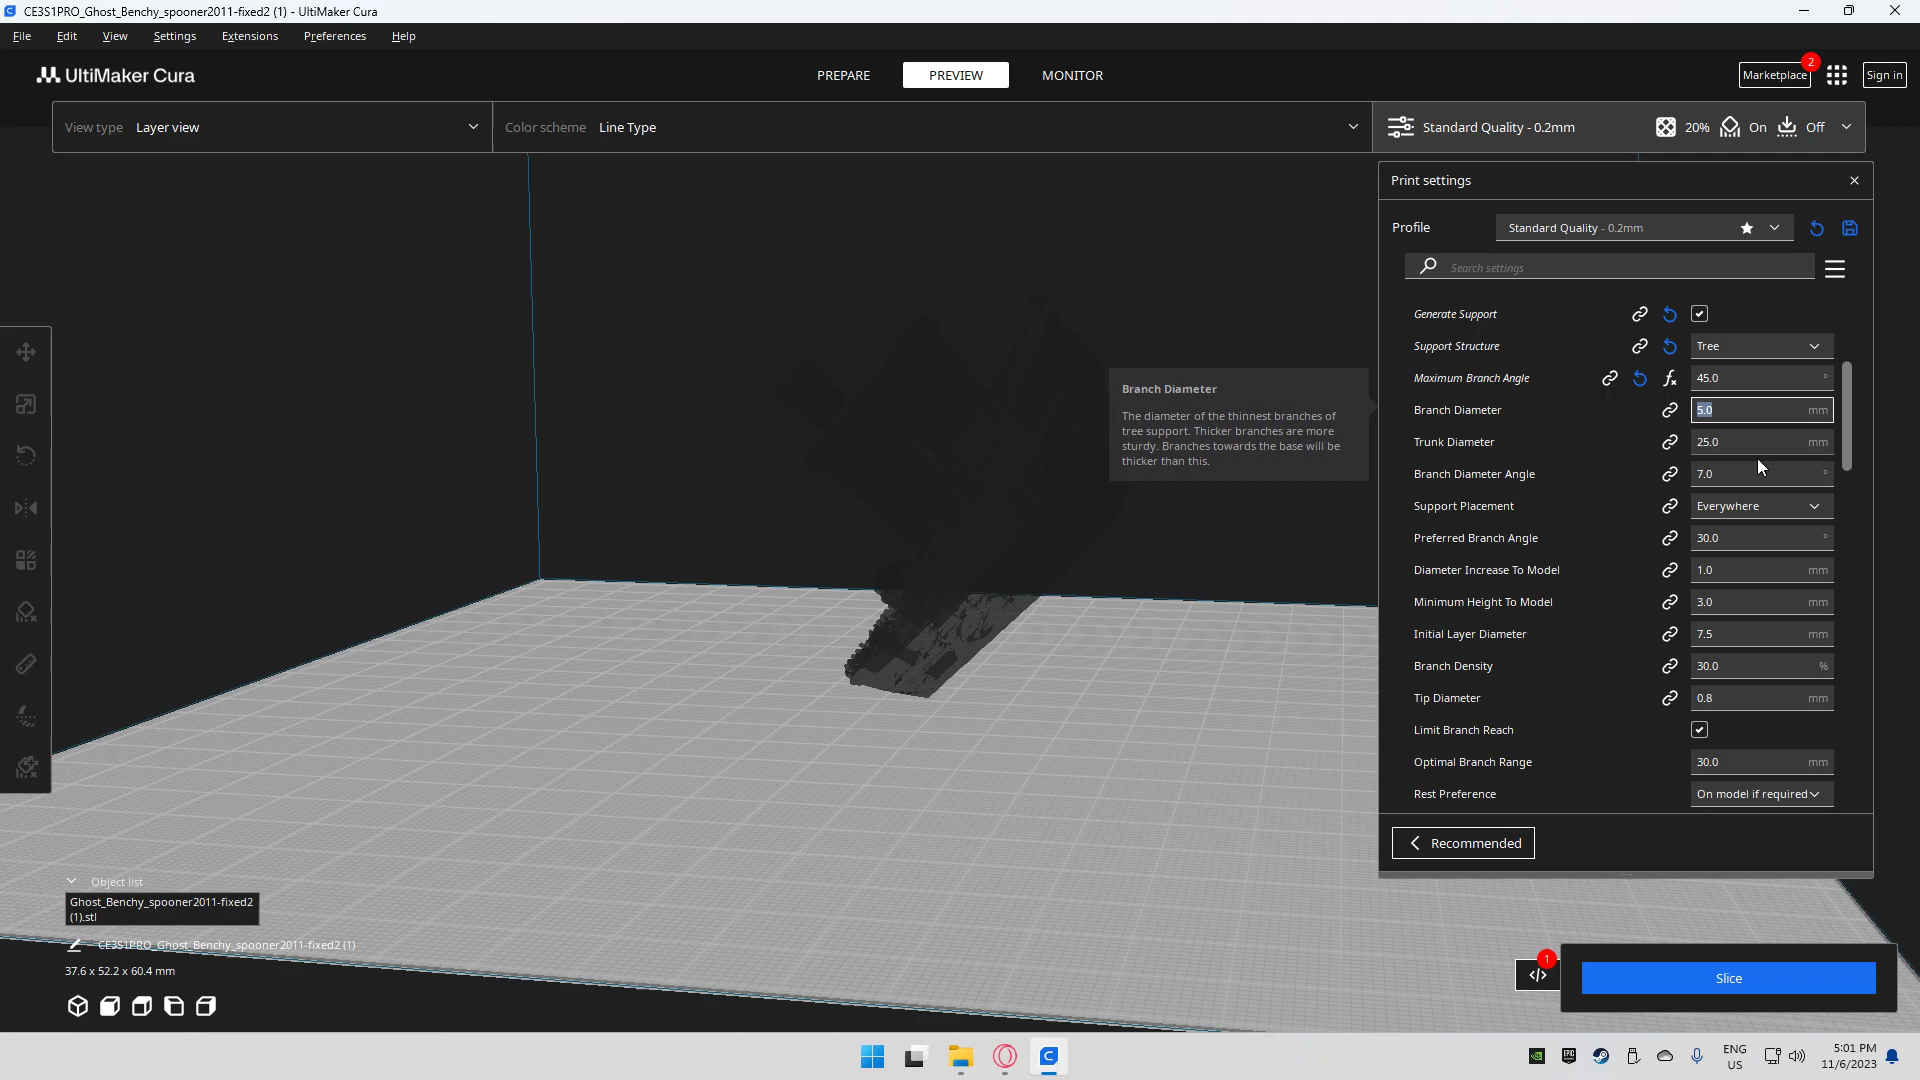 CE3S1PRO_Ghost_Benchy_spooner2011-fixed2 (1) - UltiMaker Cura
File Edit View Settings Extensions Preferences Help
UltiMaker Cura
PREPARE PREVIEW MONITOR
Marketplace 2 Sign in
View type Layer view
Color scheme Line Type
Standard Quality - 0.2mm 20% On Off
Print settings
Profile Standard Quality - 0.2mm
Search settings
Generate Support
Support Structure Tree
Maximum Branch Angle 45.0 °
Branch Diameter 5.0 mm
Trunk Diameter 25.0 mm
Branch Diameter Angle 7.0 °
Support Placement Everywhere
Preferred Branch Angle 30.0 °
Diameter Increase To Model 1.0 mm
Minimum Height To Model 3.0 mm
Initial Layer Diameter 7.5 mm
Branch Density 30.0 %
Tip Diameter 0.8 mm
Limit Branch Reach
Optimal Branch Range 30.0 mm
Rest Preference On model if required
Recommended
Branch Diameter
The diameter of the thinnest branches of
tree support. Thicker branches are more
sturdy. Branches towards the base will be
thicker than this.
Object list
Ghost_Benchy_spooner2011-fixed2
(1).stl
CE3S1PRO_Ghost_Benchy_spooner2011-fixed2 (1)
37.6 x 52.2 x 60.4 mm
1
Slice
ENG
US
5:01 PM
11/6/2023